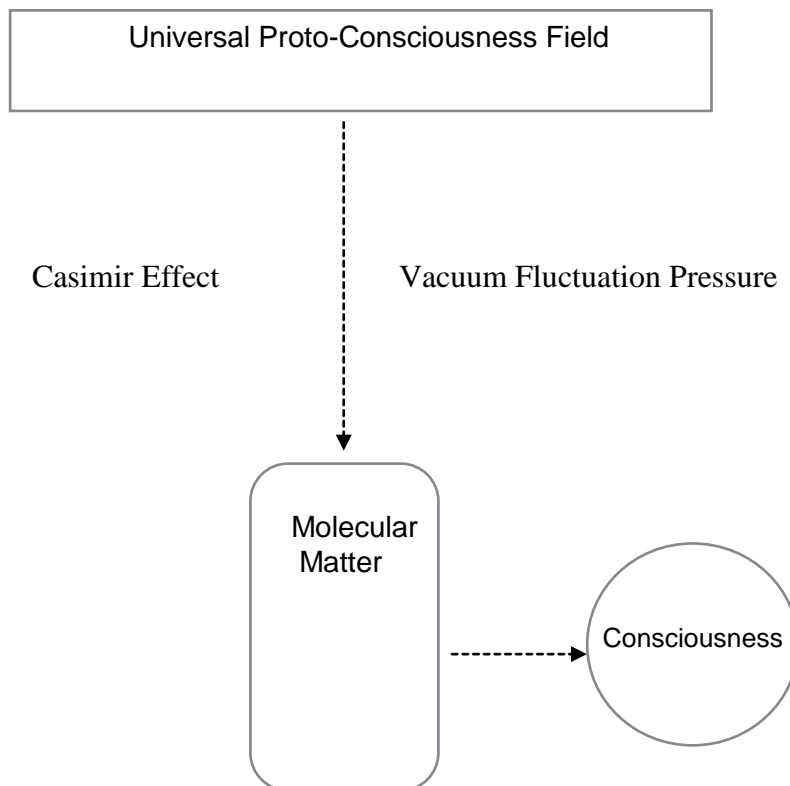 Universal Proto-Consciousness Field
Casimir Effect
Vacuum Fluctuation Pressure
Molecular
Matter
Consciousness